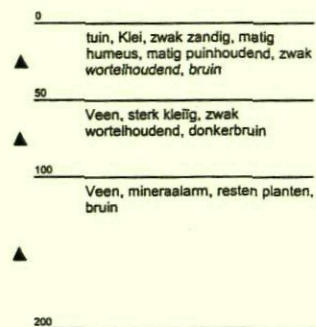 0
tuin, Klei, zwak zandig, matig
humeus, matig puinhoudend, zwak
wortelhoudend, bruin
50
Veen, sterk kleiïg, zwak
wortelhoudend, donkerbruin
100
Veen, mineraalarm, resten planten,
bruin
200